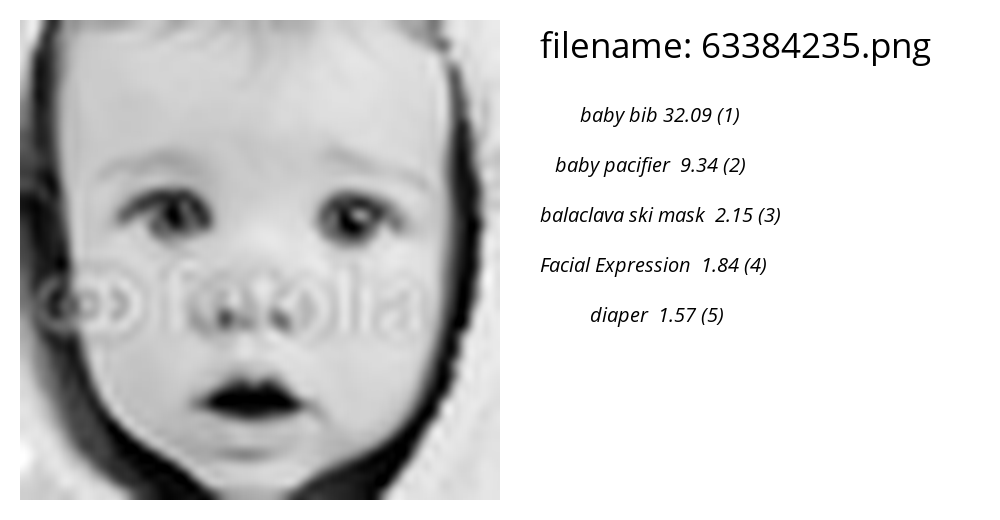 filename: 63384235.png
baby bib 32.09 (1)
baby pacifier 9.34 (2)
balaclava ski mask 2.15 (3)
Facial Expression 1.84 (4)
diaper 1.57 (5)
fotolia